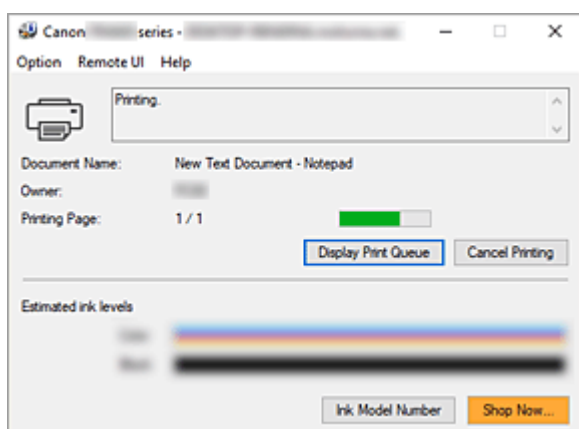 Canon series -
Option Remote UI Help
Printing.
Document Name: New Text Document - Notepad
Owner:
Printing Page: 1 / 1
Display Print Queue Cancel Printing
Estimated ink levels
Ink Model Number Shop Now...